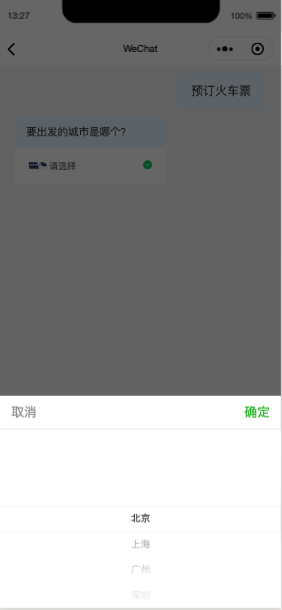 13:27
100%
WeChat
预订火车票
要出发的城市是哪个?
请选择
取消
确定
北京
上海
广州
深圳